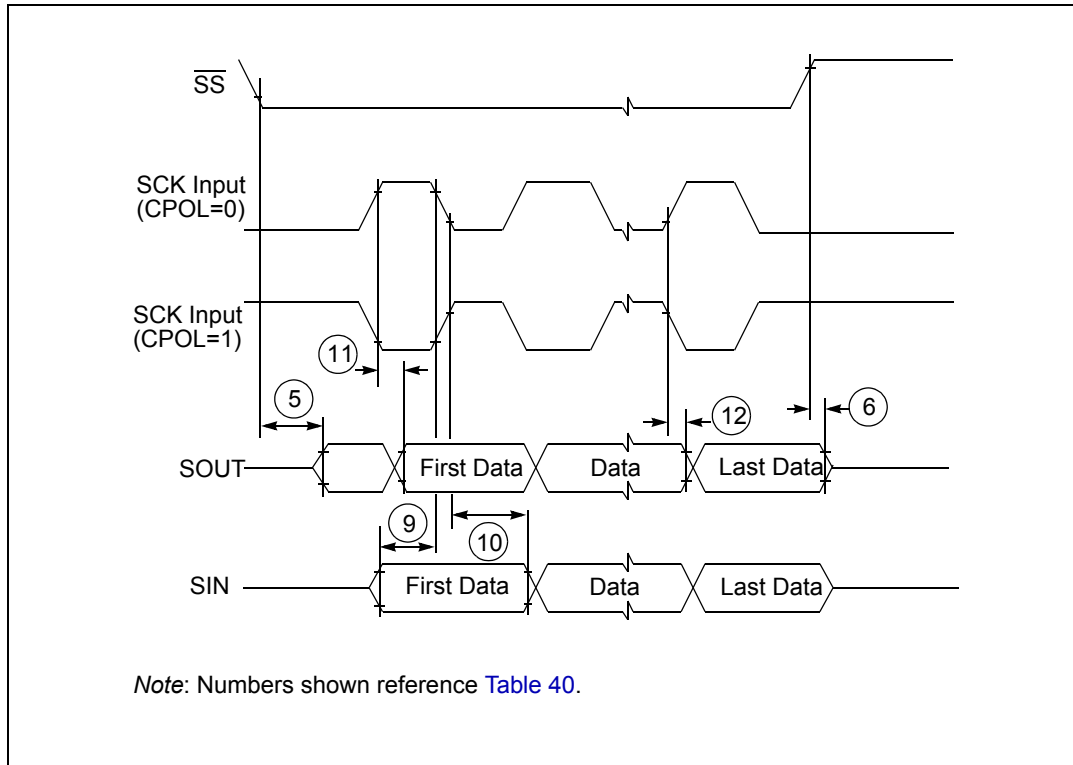 SS
SCK Input
(CPOL=0)
SCK Input
(CPOL=1)
11
5
12
6
SOUT
First Data
Data
Last Data
9
10
SIN
First Data
Data
Last Data
Note: Numbers shown reference Table 40.